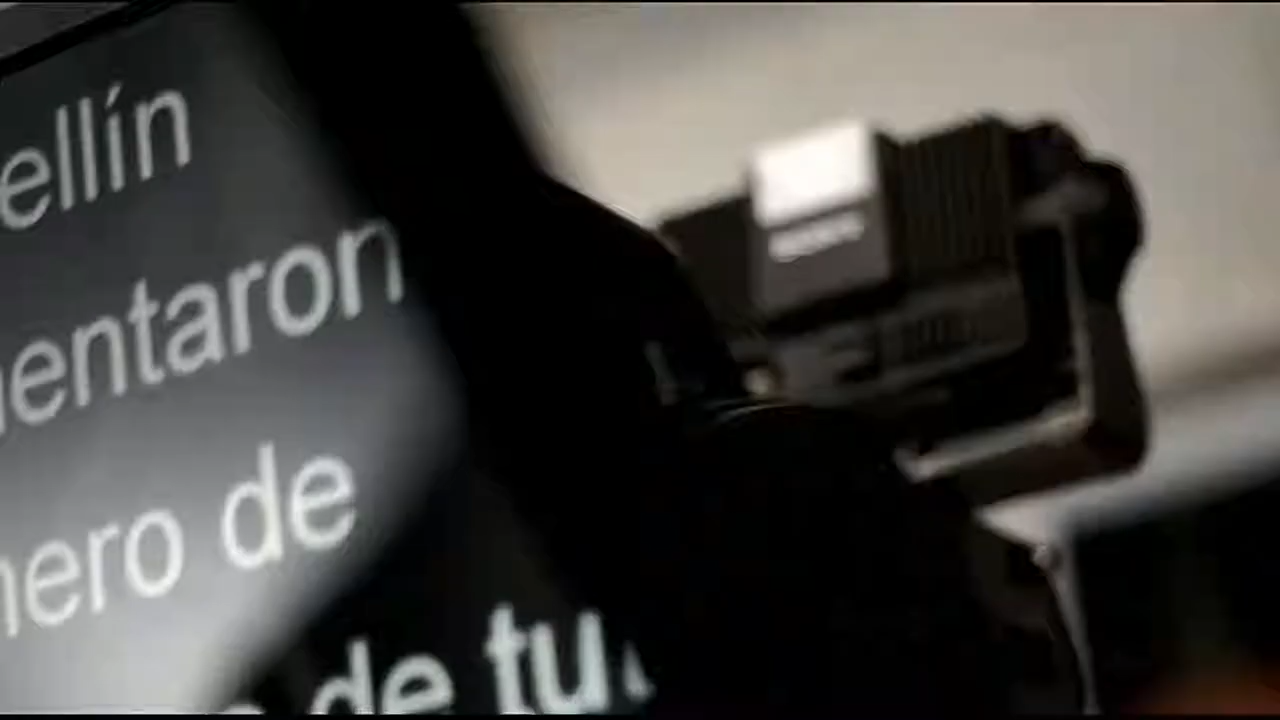 ellín
entaron
nero de
de tu